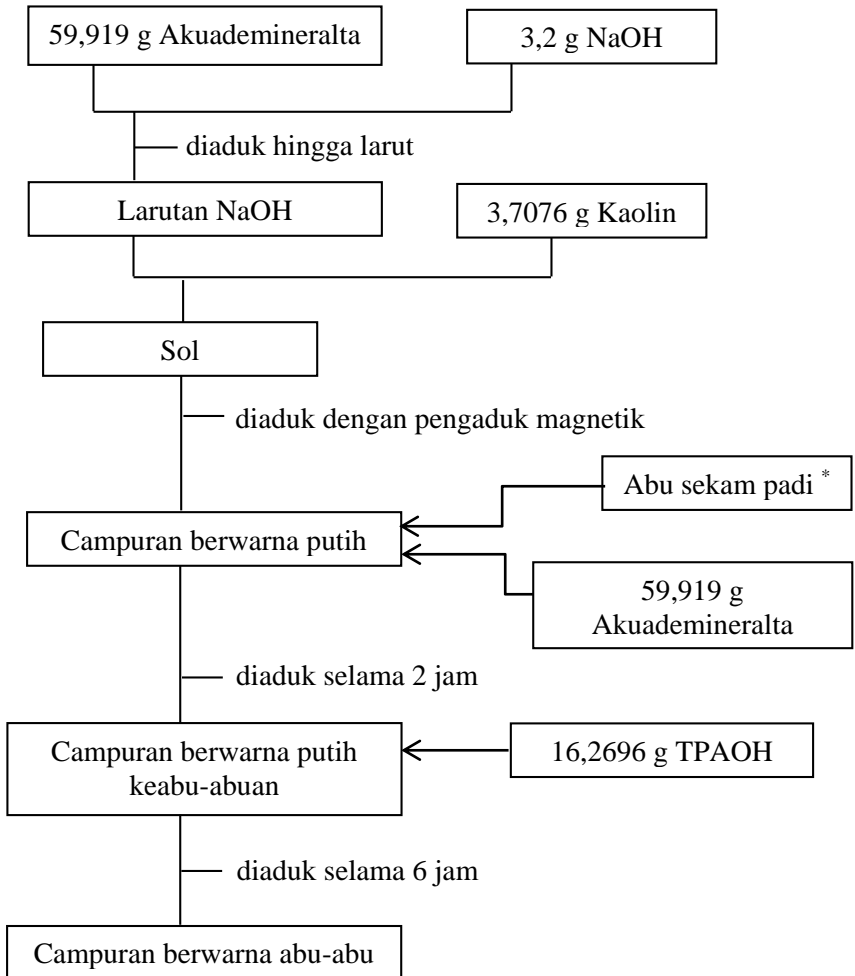 59,919 g Akuademineralta
3,2 g NaOH
diaduk hingga larut
Larutan NaOH
3,7076 g Kaolin
Sol
diaduk dengan pengaduk magnetik
Abu sekam padi *
Campuran berwarna putih
59,919 g
Akuademineralta
diaduk selama 2 jam
Campuran berwarna putih
keabu-abuan
16,2696 g TPAOH
diaduk selama 6 jam
Campuran berwarna abu-abu